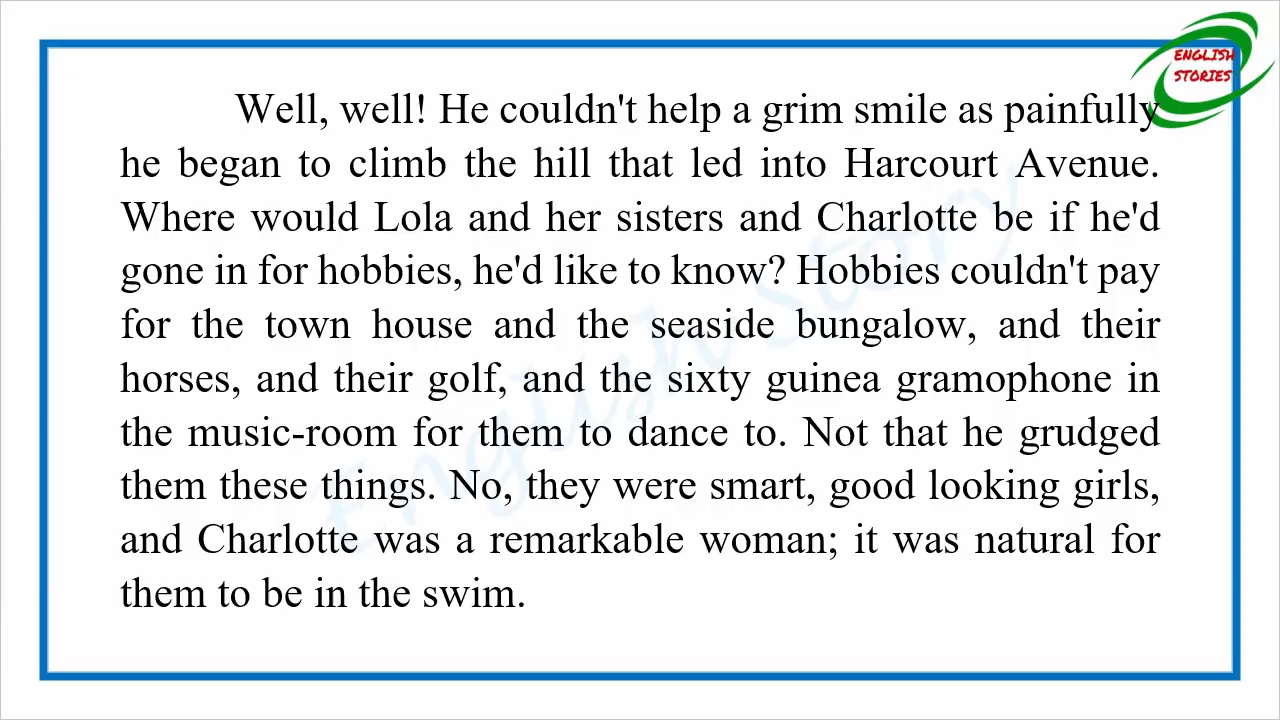 ENGLISH
STORIES
Well, well! He couldn't help a grim smile as painfully
he began to climb the hill that led into Harcourt Avenue.
Where would Lola and her sisters and Charlotte be if he'd
gone in for hobbies, he'd like to know? Hobbies couldn't pay
for the town house and the seaside bungalow, and their
horses, and their golf, and the sixty guinea gramophone in
the music-room for them to dance to. Not that he grudged
them these things. No, they were smart, good looking girls,
and Charlotte was a remarkable woman; it was natural for
them to be in the swim.
English Story